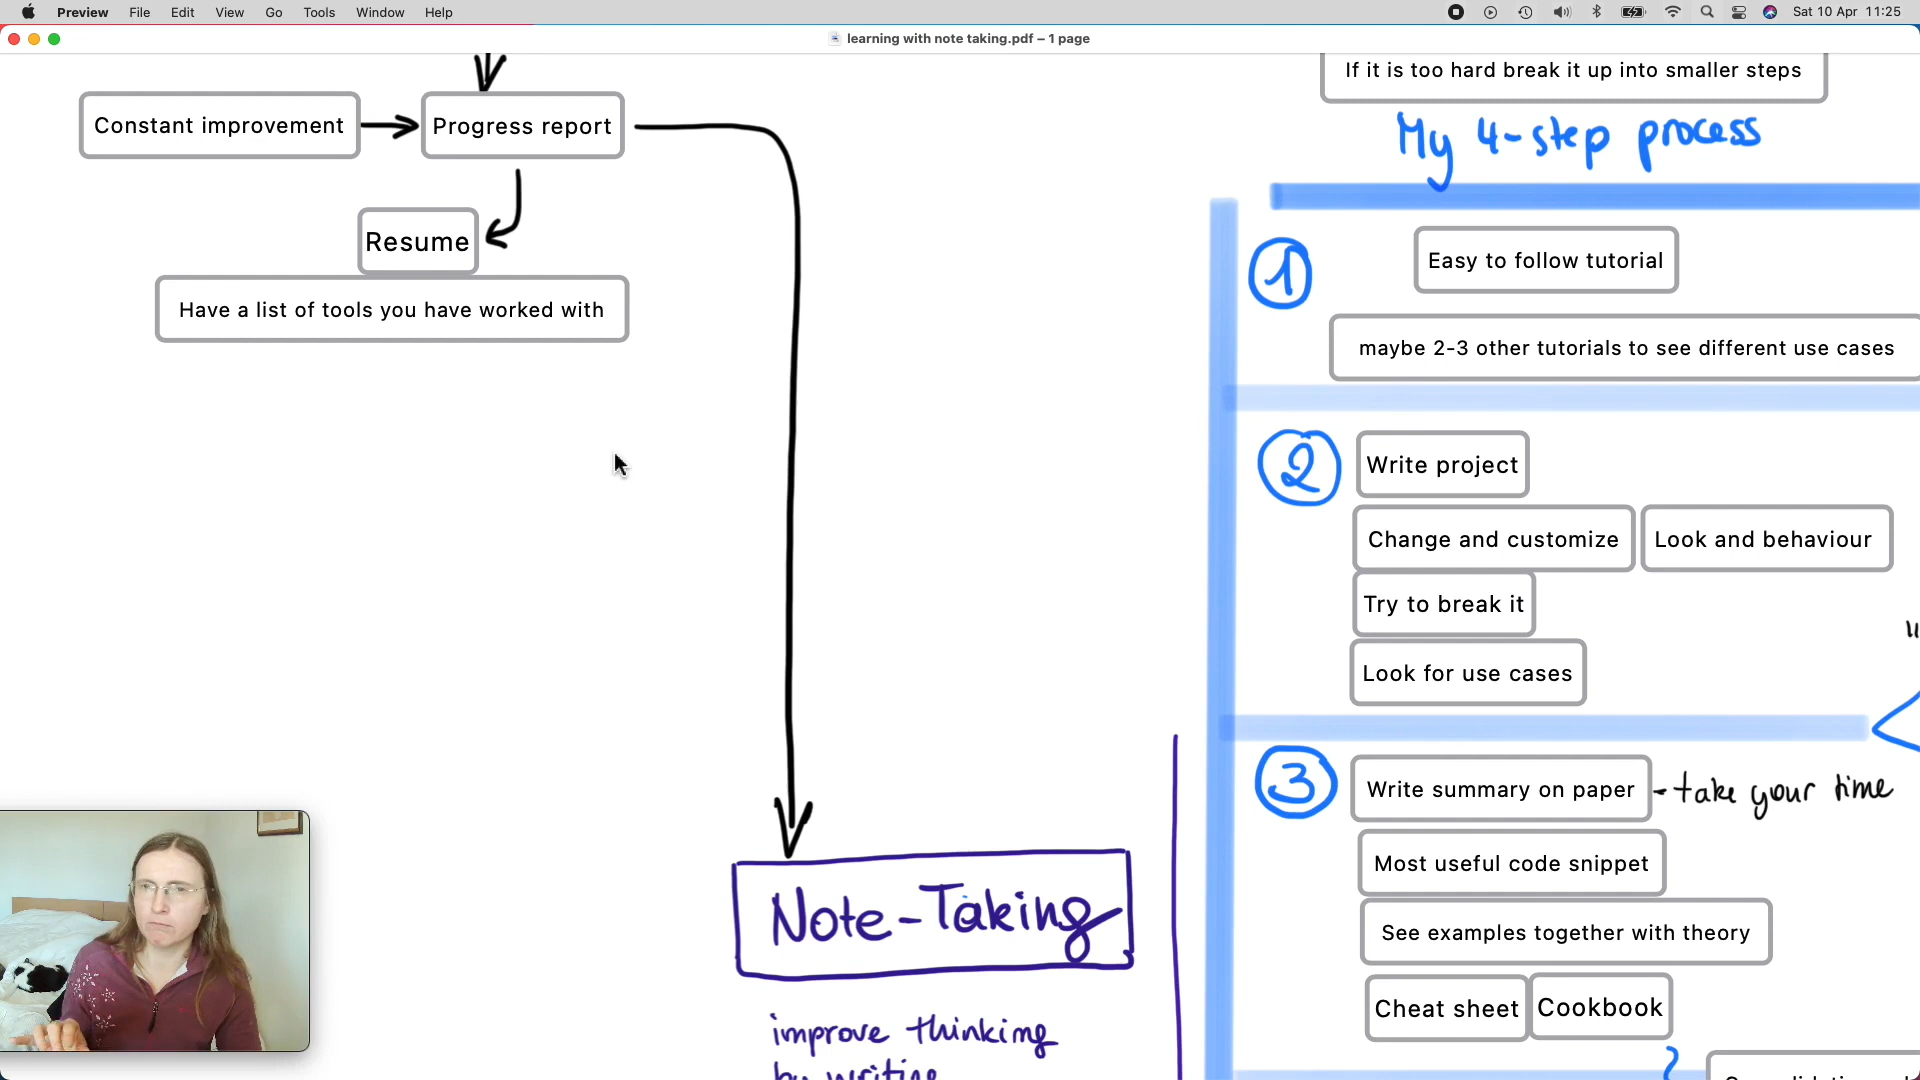 Preview File Edit View Go Tools Window Help Sat 10 Apr 11:25
learning with note taking.pdf – 1 page
Constant improvement
Progress report
Resume
Have a list of tools you have worked with
Note-Taking
improve thinking
by writing
If it is too hard break it up into smaller steps
My 4-step process
1
Easy to follow tutorial
maybe 2-3 other tutorials to see different use cases
2
Write project
Change and customize Look and behaviour
Try to break it
Look for use cases
3
Write summary on paper - take your time
Most useful code snippet
See examples together with theory
Cheat sheet Cookbook